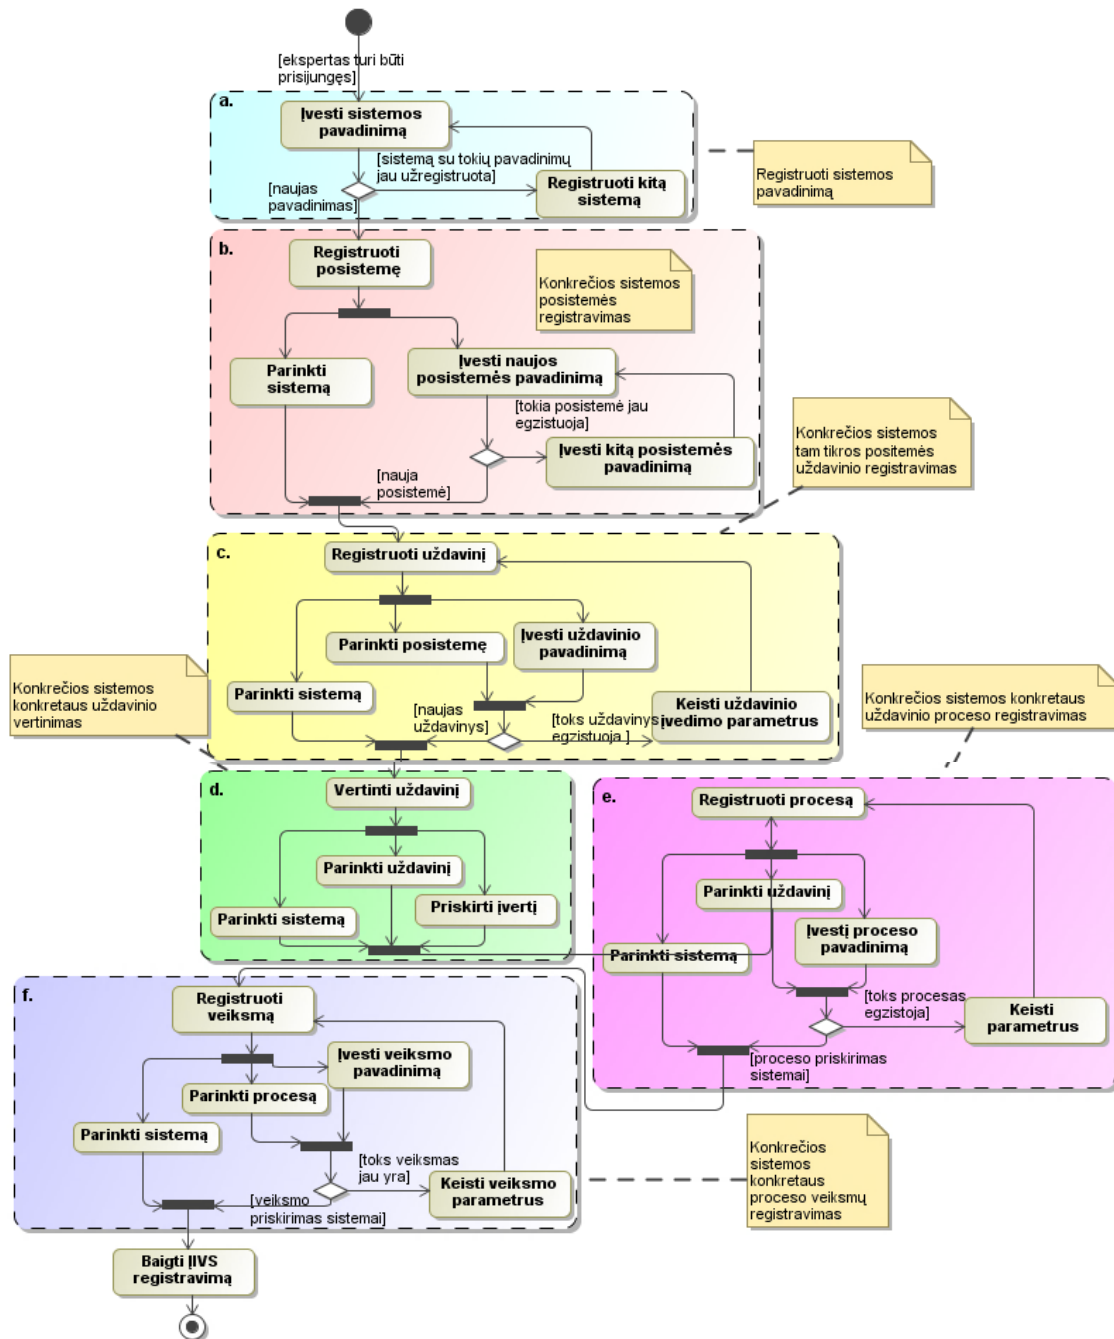 [ekspertas turi būti
prisijungęs]
a.
Įvesti sistemos
pavadinimą
[sistemą su tokių pavadinimų
jau užregistruota]
[naujas
pavadinimas]
Registruoti kitą
sistemą
Registruoti sistemos
pavadinimą
b.
Registruoti
posistemę
Konkrečios sistemos
posistemės
registravimas
Parinkti
sistemą
Įvesti naujos
posistemės pavadinimą
[tokia posistemė jau
egzistuoja]
Įvesti kitą posistemės
pavadinimą
[nauja
posistemė]
Konkrečios sistemos
tam tikros positemės
uždavinio registravimas
c.
Registruoti uždavinį
Parinkti posistemę
Įvesti uždavinio
pavadinimą
Parinkti sistemą
[naujas
uždavinys]
[toks uždavinys
egzistuoja ]
Keisti uždavinio
įvedimo parametrus
Konkrečios sistemos
konkretaus uždavinio
vertinimas
Konkrečios sistemos konkretaus
uždavinio proceso registravimas
d.
Vertinti uždavinį
Parinkti uždavinį
Parinkti sistemą
Priskirti įvertį
e.
Registruoti procesą
Parinkti uždavinį
Įvestį proceso
pavadinimą
Parinkti sistemą
[toks procesas
egzistoja]
Keisti
parametrus
[proceso priskirimas
sistemai]
f.
Registruoti
veiksmą
Įvesti veiksmo
pavadinimą
Parinkti procesą
Parinkti sistemą
[toks veiksmas
jau yra]
Keisti veiksmo
parametrus
[veiksmo
priskirimas sistemai]
Konkrečios
sistemos
konkretaus
proceso veiksmų
registravimas
Baigti ĮIVS
registravimą